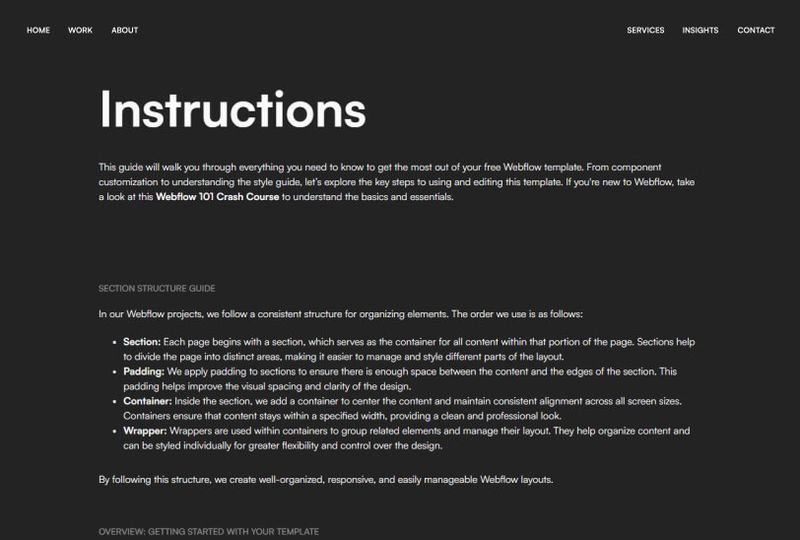 HOME WORK ABOUT SERVICES INSIGHTS CONTACT
Instructions
This guide will walk you through everything you need to know to get the most out of your free Webflow template. From component
customization to understanding the style guide, let's explore the key steps to using and editing this template. If you're new to Webflow, take
a look at this Webflow 101 Crash Course to understand the basics and essentials.
SECTION STRUCTURE GUIDE
In our Webflow projects, we follow a consistent structure for organizing elements. The order we use is as follows:
• Section: Each page begins with a section, which serves as the container for all content within that portion of the page. Sections help
to divide the page into distinct areas, making it easier to manage and style different parts of the layout.
• Padding: We apply padding to sections to ensure there is enough space between the content and the edges of the section. This
padding helps improve the visual spacing and clarity of the design.
• Container: Inside the section, we add a container to center the content and maintain consistent alignment across all screen sizes.
Containers ensure that content stays within a specified width, providing a clean and professional look.
• Wrapper: Wrappers are used within containers to group related elements and manage their layout. They help organize content and
can be styled individually for greater flexibility and control over the design.
By following this structure, we create well-organized, responsive, and easily manageable Webflow layouts.
OVERVIEW: GETTING STARTED WITH YOUR TEMPLATE